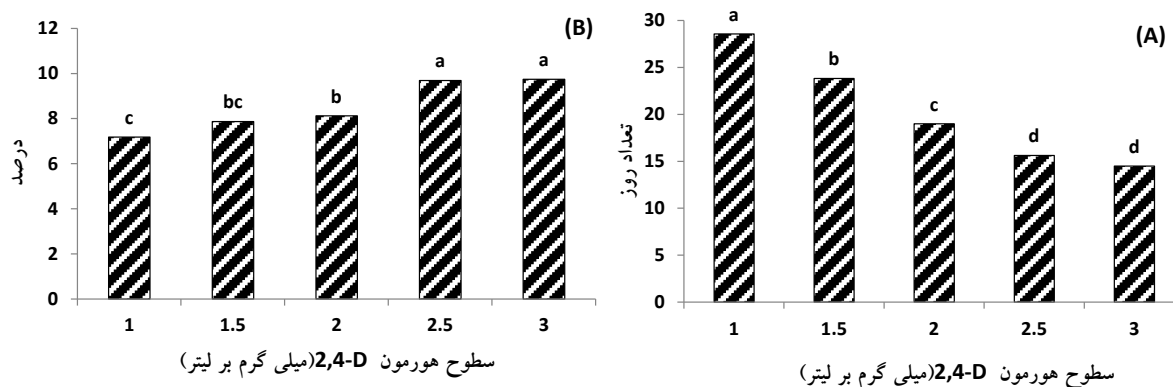 (B)
درصد
12
10
8
6
4
2
0
c
bc
b
a
a
1 1.5 2 2.5 3
سطوح هورمون 2,4-D(میلی گرم بر لیتر)
(A)
تعداد روز
30
25
20
15
10
5
0
a
b
c
d
d
1 1.5 2 2.5 3
سطوح هورمون 2,4-D(میلی گرم بر لیتر)